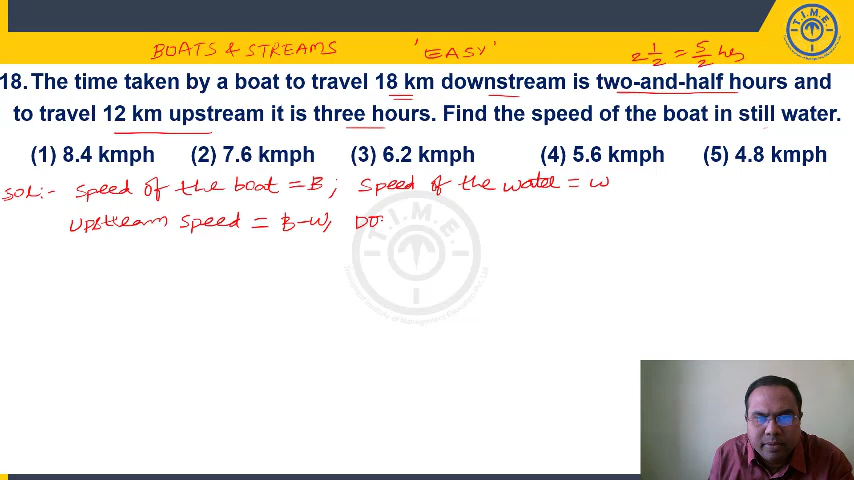 T.I.M.E.
BOATS & STREAMS 'EASY' 2 1/2 = 5/2 hrs
18. The time taken by a boat to travel 18 km downstream is two-and-half hours and
to travel 12 km upstream it is three hours. Find the speed of the boat in still water.
(1) 8.4 kmph (2) 7.6 kmph (3) 6.2 kmph (4) 5.6 kmph (5) 4.8 kmph
SOL:- Speed of the boat = B; Speed of the water = W
Upstream Speed = B-W, DO
T.I.M.E.